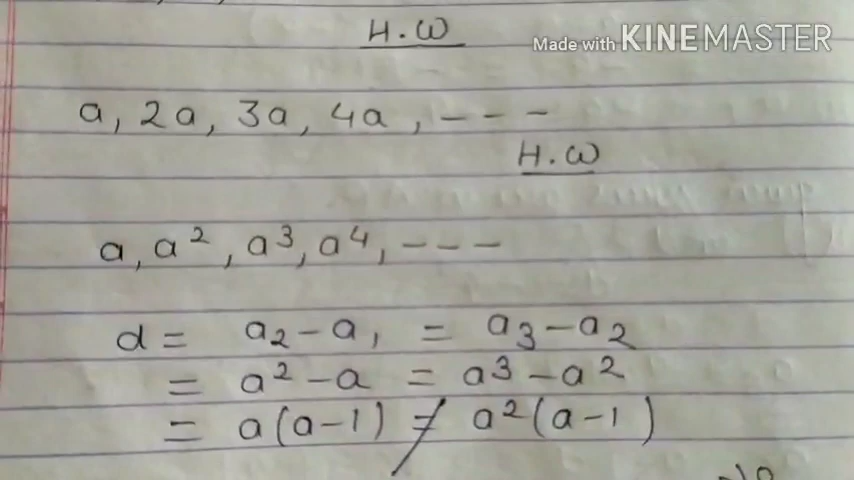 H.W
Made with KINEMASTER
a, 2a, 3a, 4a, ---
H.W
a, a², a³, a⁴, ---
d = a₂ - a₁ = a₃ - a₂
= a² - a = a³ - a²
= a(a-1) ≠ a²(a-1)